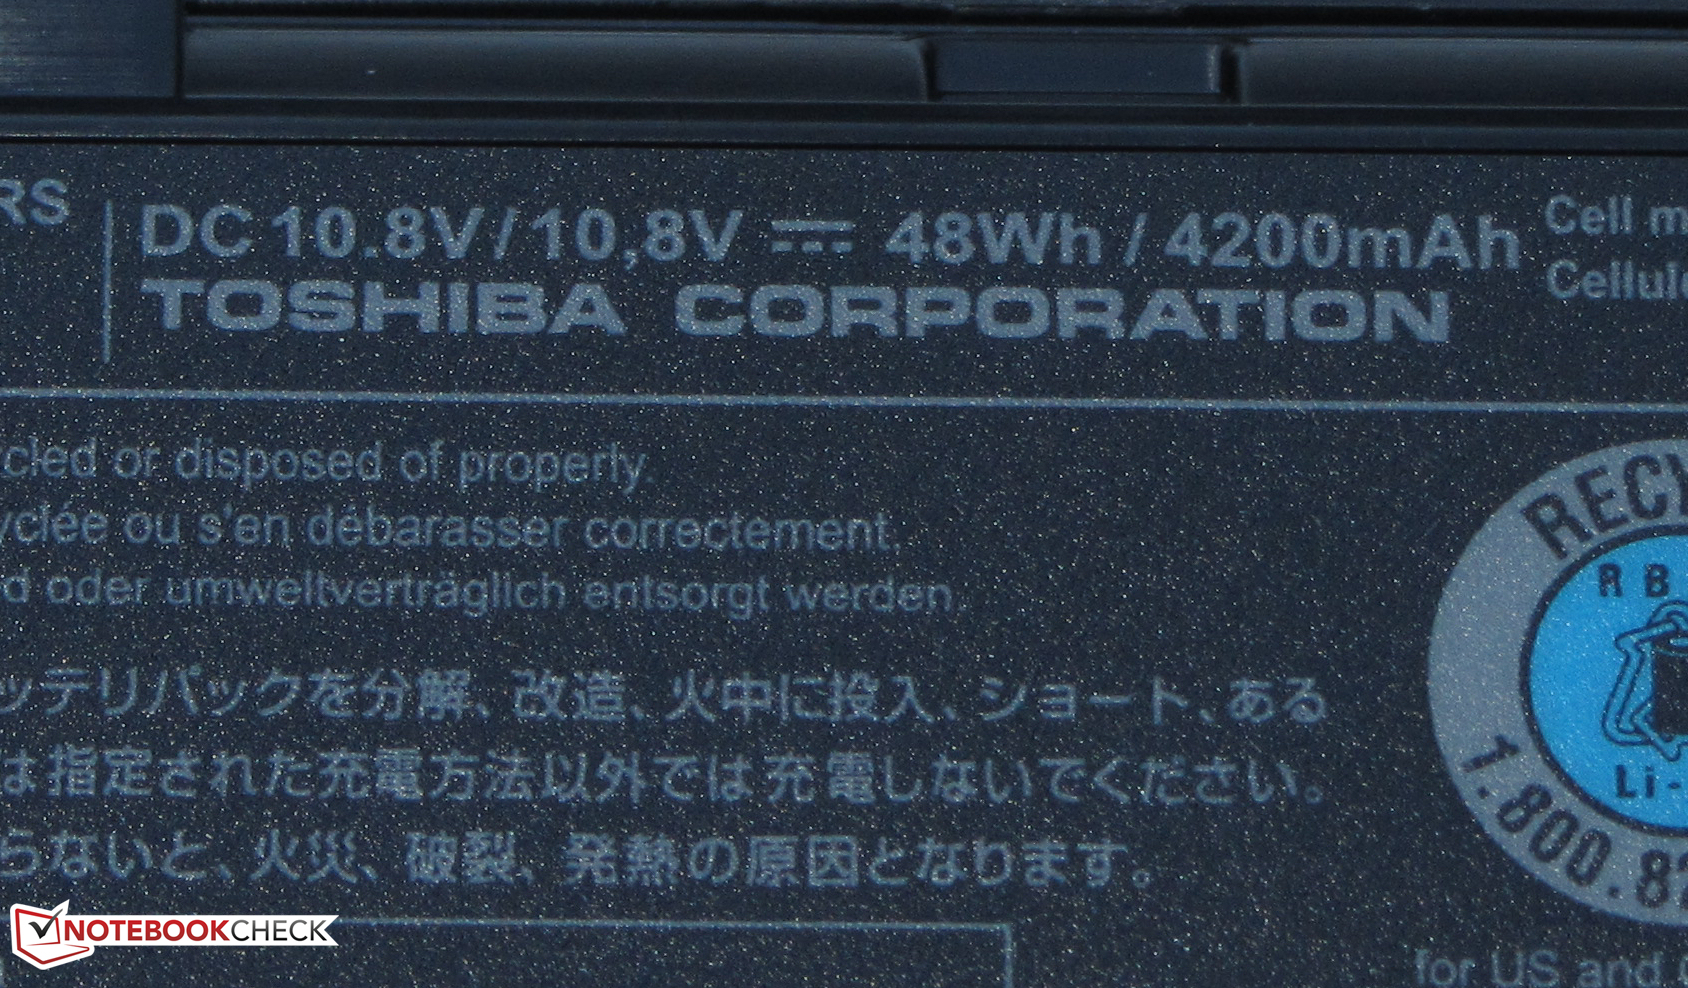 RS
DC 10.8V / 10,8V ⎓ 48Wh / 4200mAh
TOSHIBA CORPORATION
Cell m
Cellul
cled or disposed of properly.
yclée ou s'en débarasser correctement.
d oder umweltverträglich entsorgt werden.
ッテリパックを分解、改造、火中に投入、ショート、ある
は指定された充電方法以外では充電しないでください。
らないと、火災、破裂、発熱の原因となります。
RECY
R B
Li-
1.800.82
for US and
NOTEBOOKCHECK